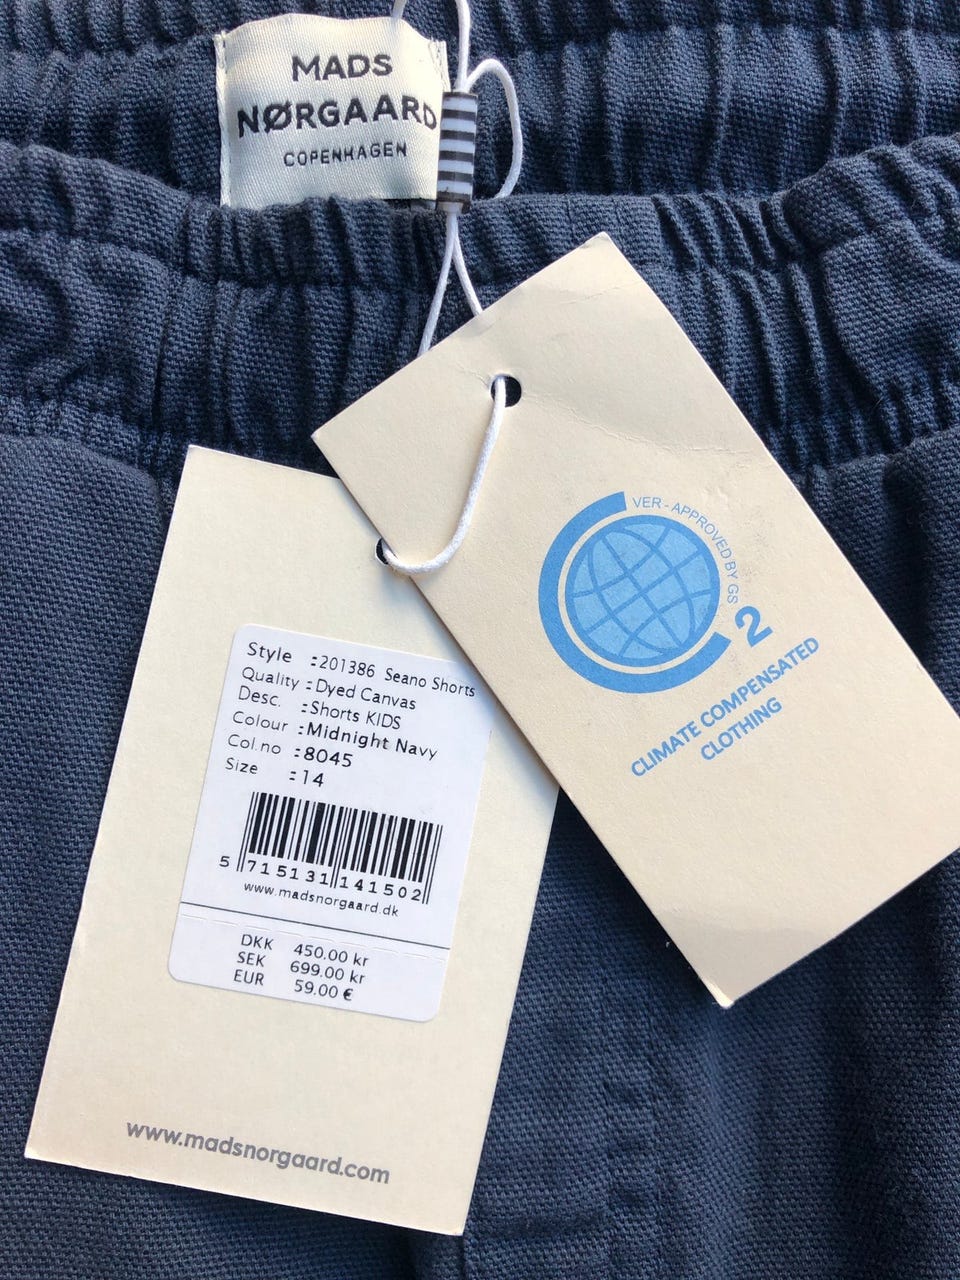 MADS
NØRGAARD
COPENHAGEN
VER - APPROVED BY GS
2
CLIMATE COMPENSATED
CLOTHING
Style :201386 Seano Shorts
Quality :Dyed Canvas
Desc. :Shorts KIDS
Colour :Midnight Navy
Col.no :8045
Size :14
5 715131 141502
www.madsnorgaard.dk
DKK 450.00 kr
SEK 699.00 kr
EUR 59.00 €
www.madsnorgaard.com